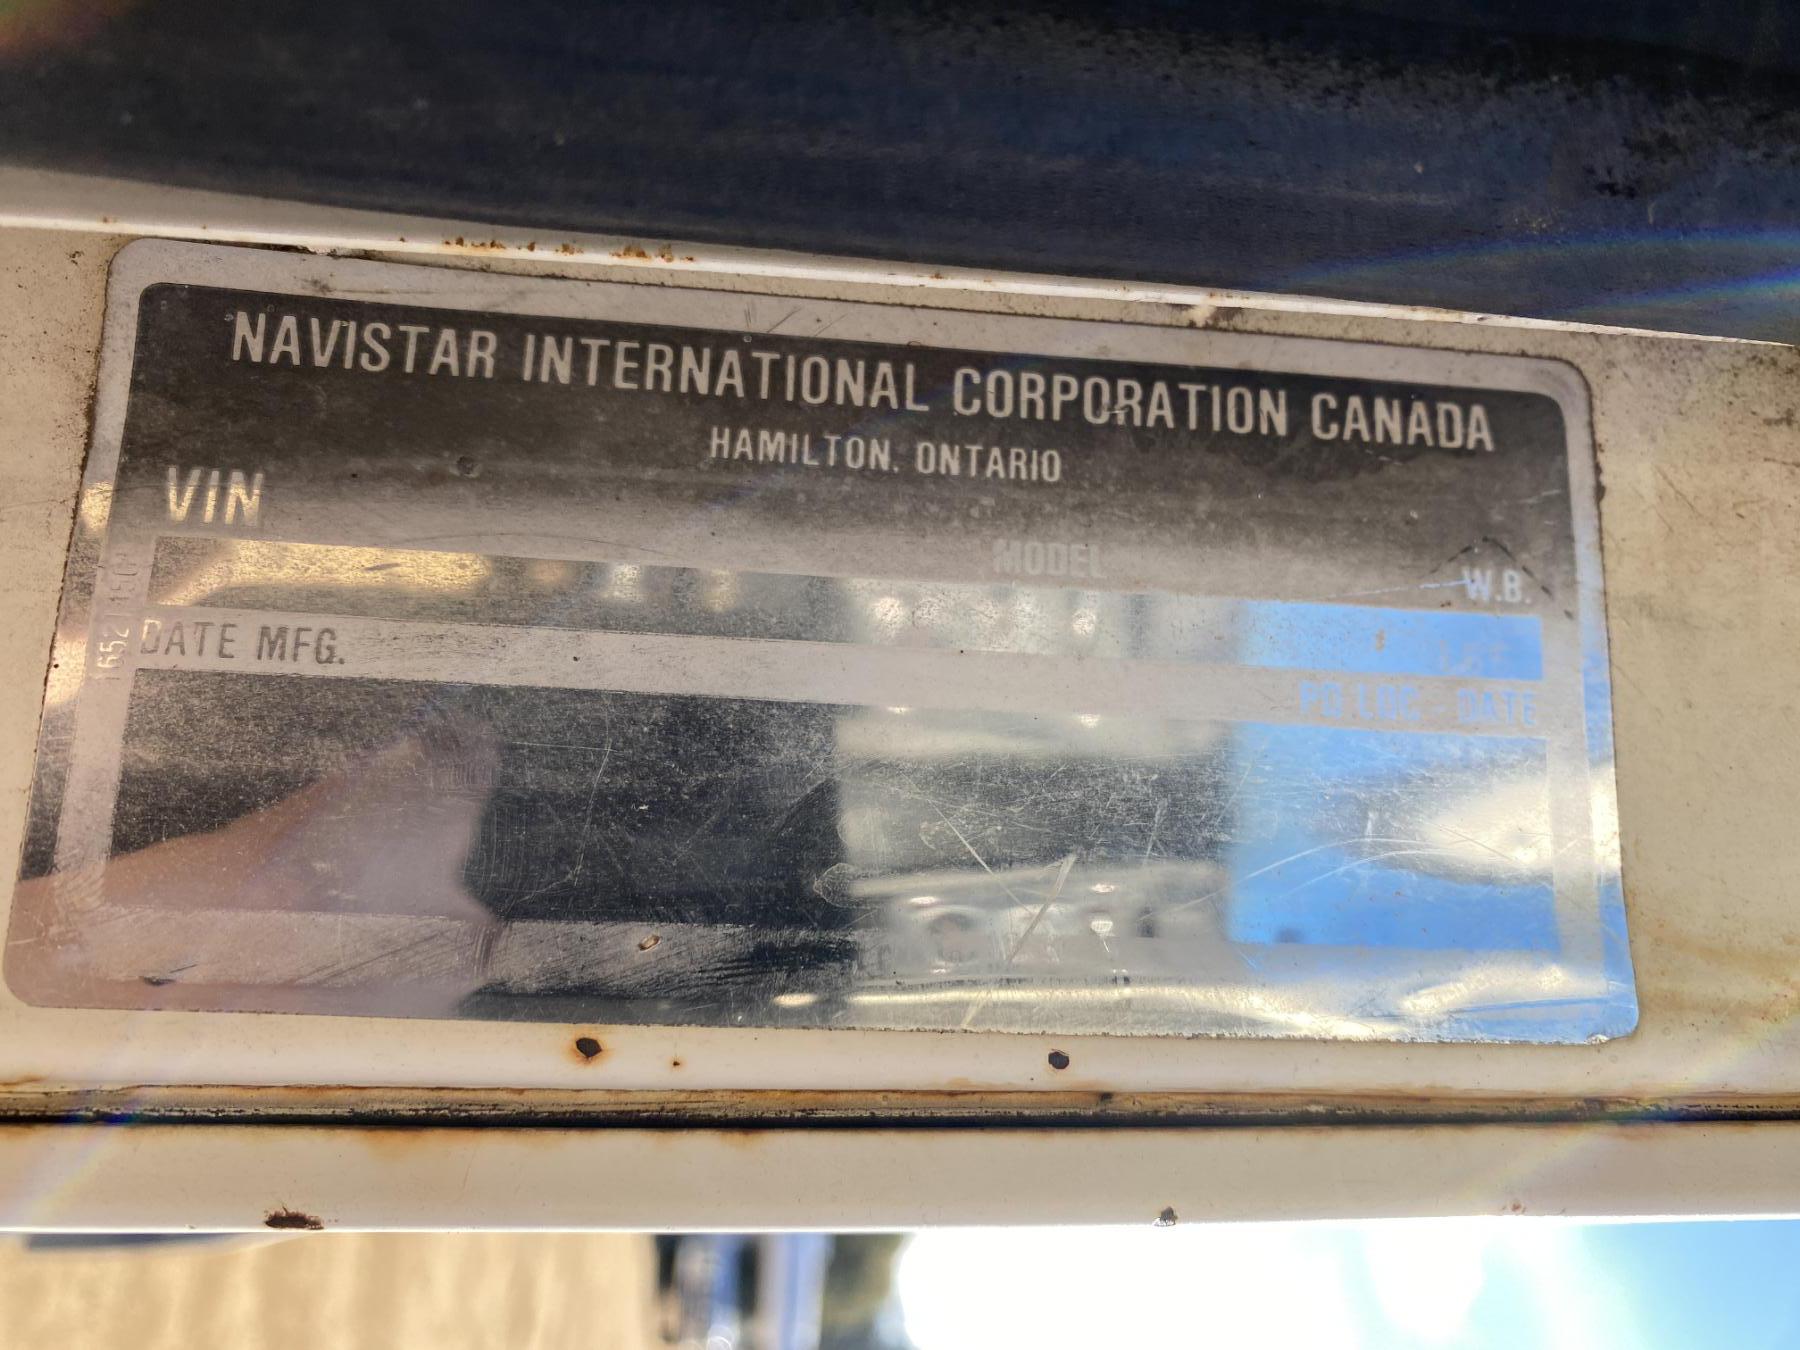 NAVISTAR INTERNATIONAL CORPORATION CANADA
HAMILTON. ONTARIO
VIN
MODEL
W.B.
DATE MFG.
PD LOC - DATE